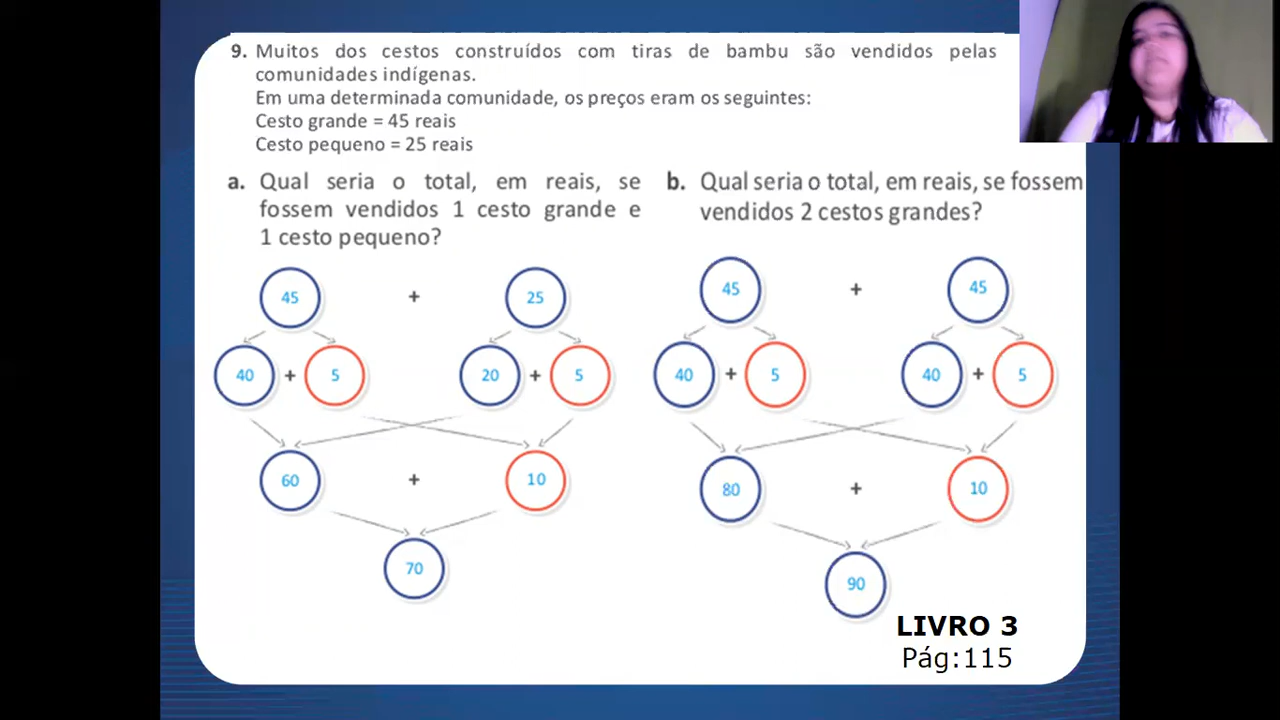 9. Muitos dos cestos construídos com tiras de bambu são vendidos pelas
comunidades indígenas.
Em uma determinada comunidade, os preços eram os seguintes:
Cesto grande = 45 reais
Cesto pequeno = 25 reais
a. Qual seria o total, em reais, se
fossem vendidos 1 cesto grande e
1 cesto pequeno?
45 + 25
40 + 5 20 + 5
60 + 10
70
b. Qual seria o total, em reais, se fossem
vendidos 2 cestos grandes?
45 + 45
40 + 5 40 + 5
80 + 10
90
LIVRO 3
Pág:115